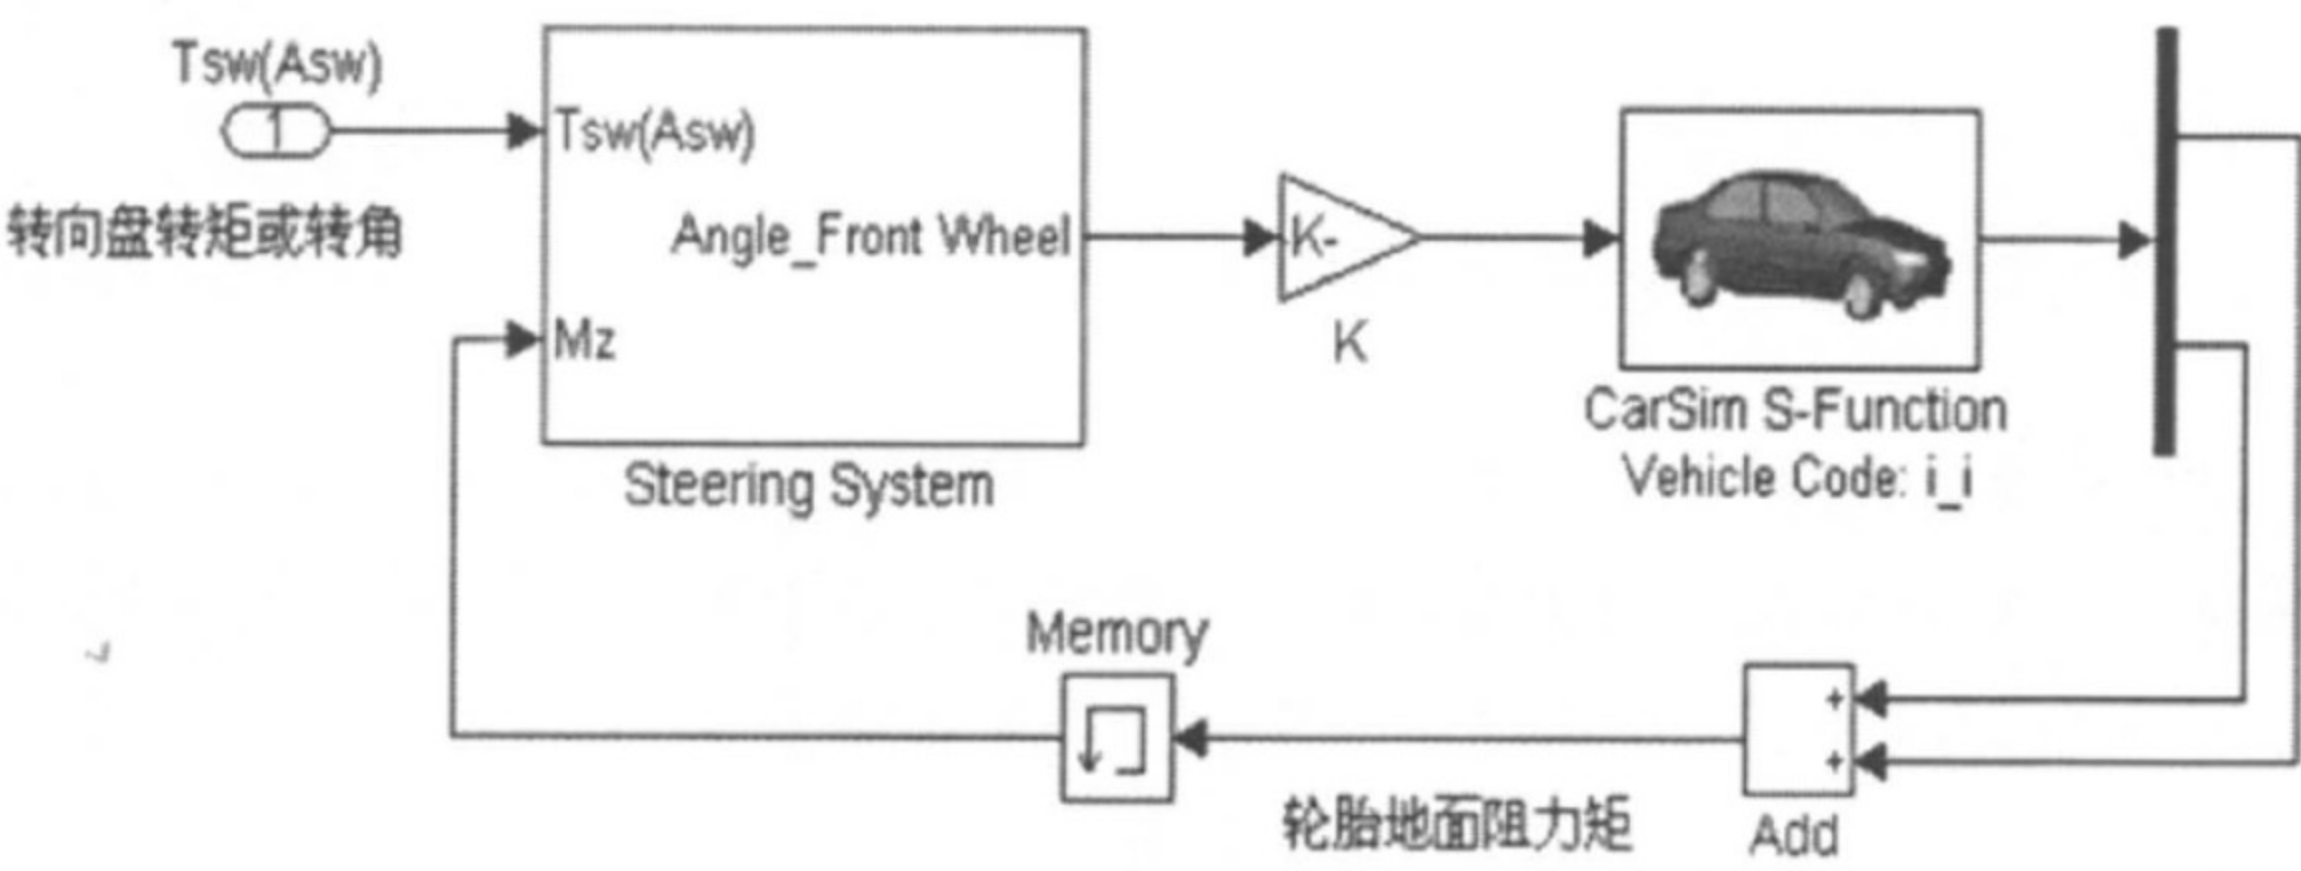 Tsw(Asw)
1
转向盘转矩或转角
Tsw(Asw)
Angle_Front Wheel
Mz
Steering System
-K-
K
CarSim S-Function
Vehicle Code: i_i
Memory
轮胎地面阻力矩
+
+
Add